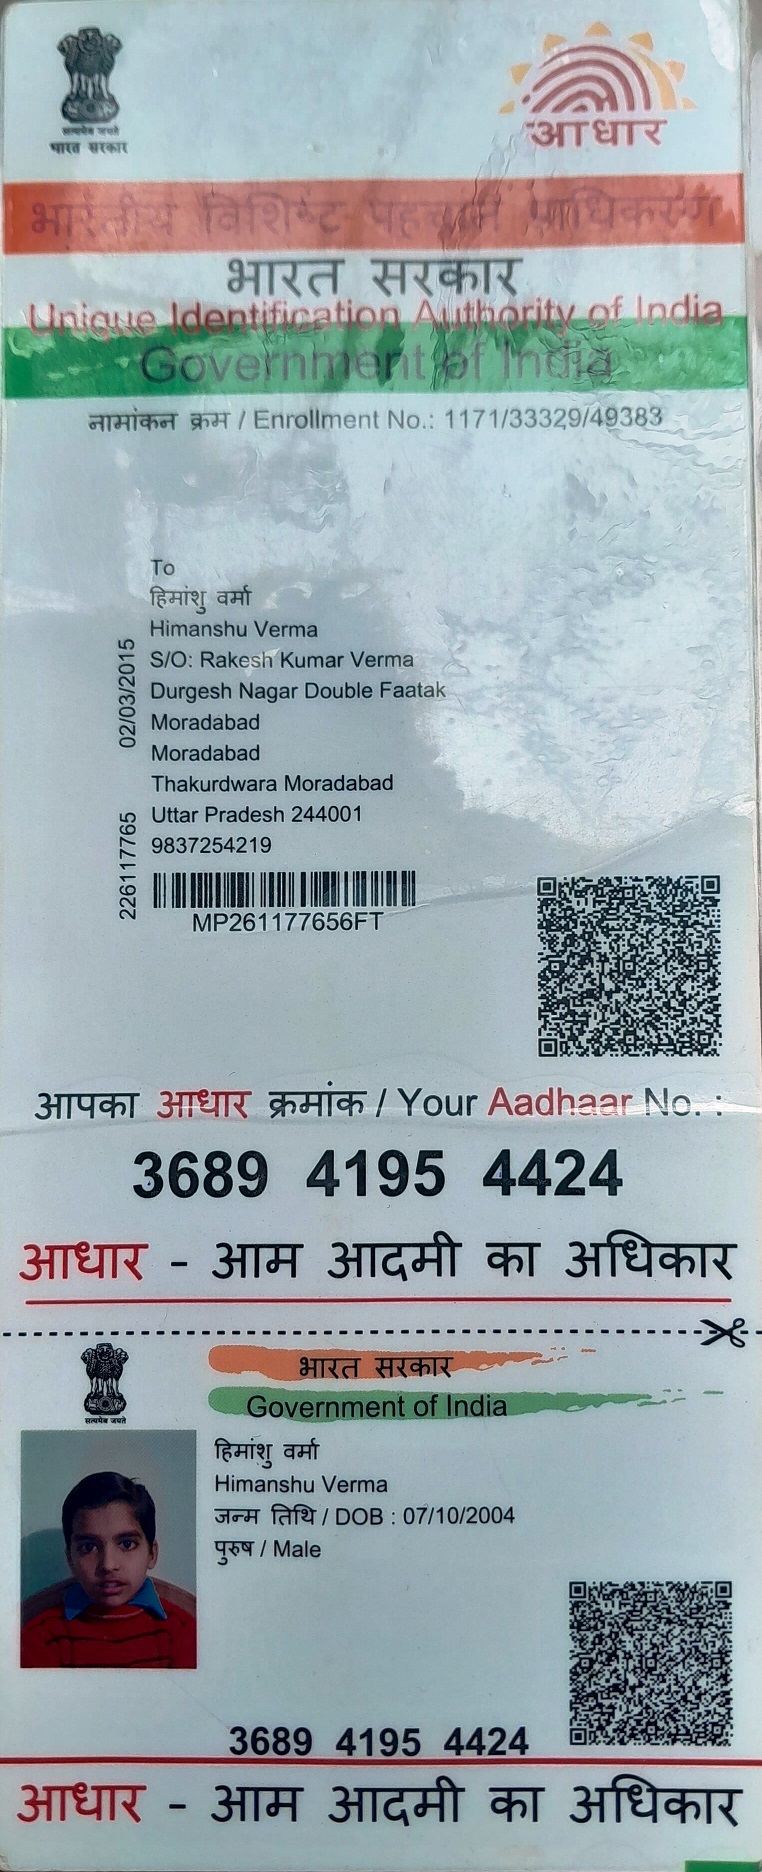 सत्यमेव जयते
भारत सरकार
आधार
भारतीय विशिष्ट पहचान प्राधिकरण
भारत सरकार
Unique Identification Authority of India
Government of India
नामांकन क्रम / Enrollment No.: 1171/33329/49383
To
हिमांशु वर्मा
Himanshu Verma
S/O: Rakesh Kumar Verma
Durgesh Nagar Double Faatak
Moradabad
Moradabad
Thakurdwara Moradabad
Uttar Pradesh 244001
9837254219
02/03/2015
226117765
MP261177656FT
आपका आधार क्रमांक / Your Aadhaar No. :
3689 4195 4424
आधार - आम आदमी का अधिकार
सत्यमेव जयते
भारत सरकार
Government of India
हिमांशु वर्मा
Himanshu Verma
जन्म तिथि / DOB : 07/10/2004
पुरुष / Male
3689 4195 4424
आधार - आम आदमी का अधिकार